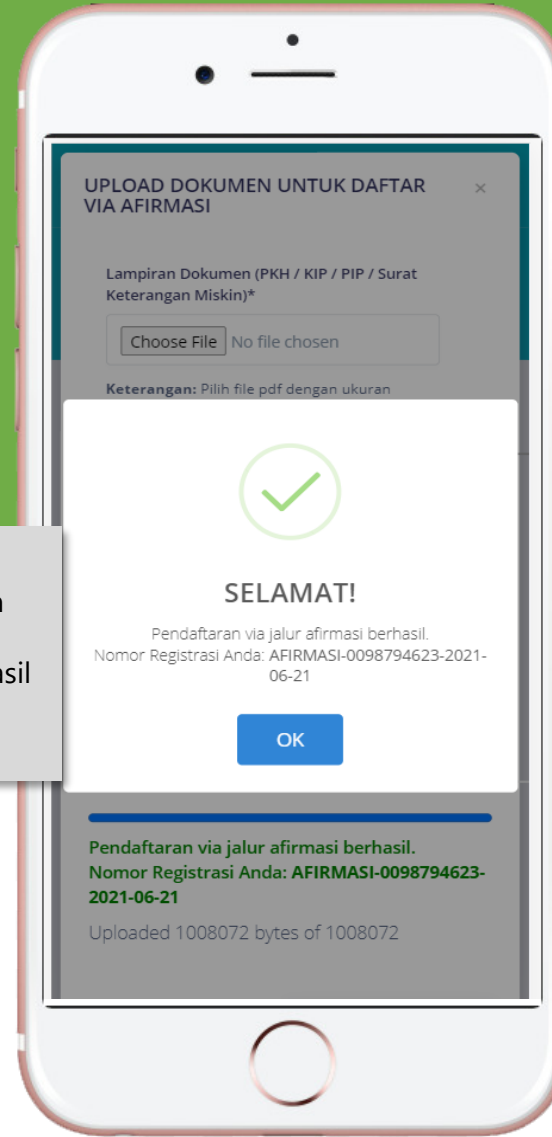 UPLOAD DOKUMEN UNTUK DAFTAR
VIA AFIRMASI
×
Lampiran Dokumen (PKH / KIP / PIP / Surat
Keterangan Miskin)*
Choose File No file chosen
Keterangan: Pilih file pdf dengan ukuran
SELAMAT!
Pendaftaran via jalur afirmasi berhasil.
Nomor Registrasi Anda: AFIRMASI-0098794623-2021-
06-21
OK
Pendaftaran via jalur afirmasi berhasil.
Nomor Registrasi Anda: AFIRMASI-0098794623-
2021-06-21
Uploaded 1008072 bytes of 1008072